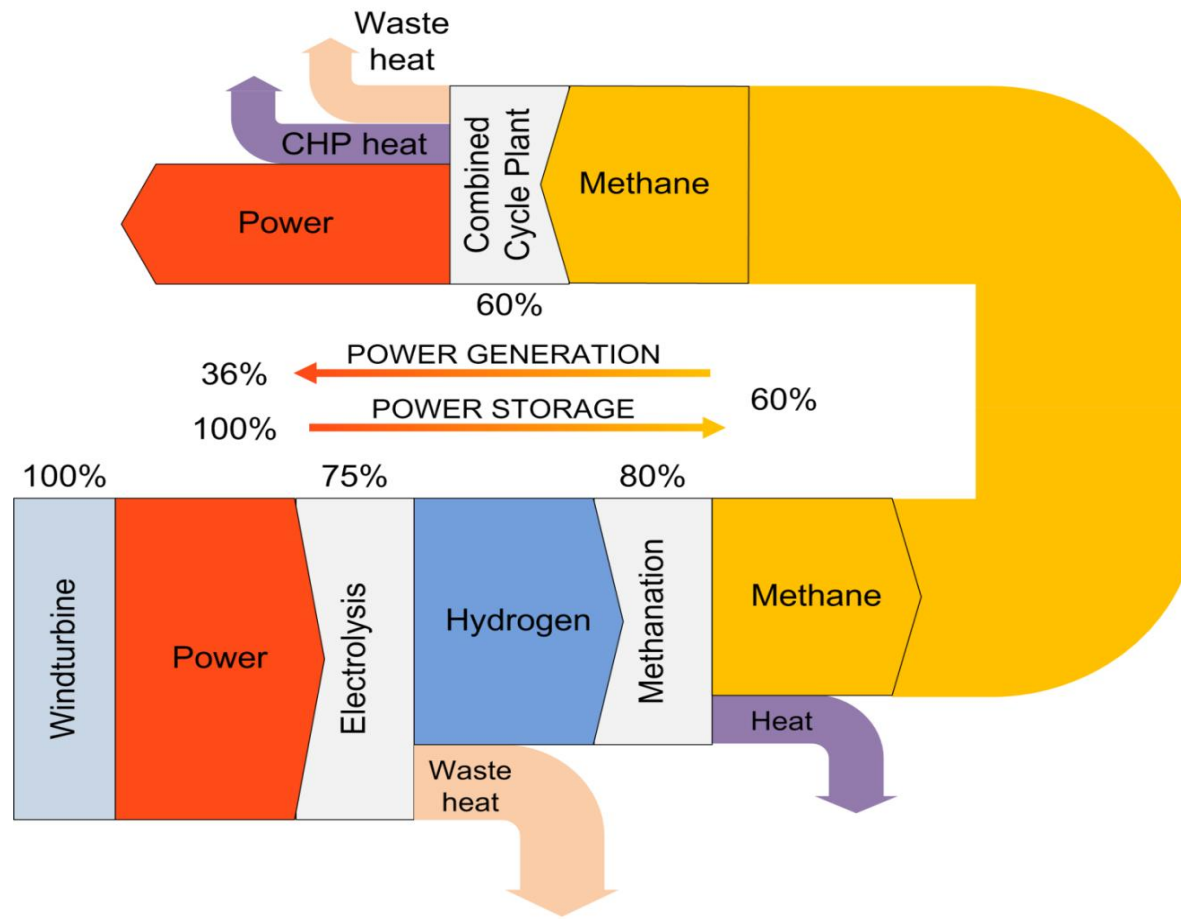 Waste
heat
CHP heat
Power
Combined
Cycle Plant
Methane
60%
POWER GENERATION
36%
POWER STORAGE
100%
60%
100%
75%
80%
Windturbine
Power
Electrolysis
Hydrogen
Methanation
Methane
Waste
heat
Heat